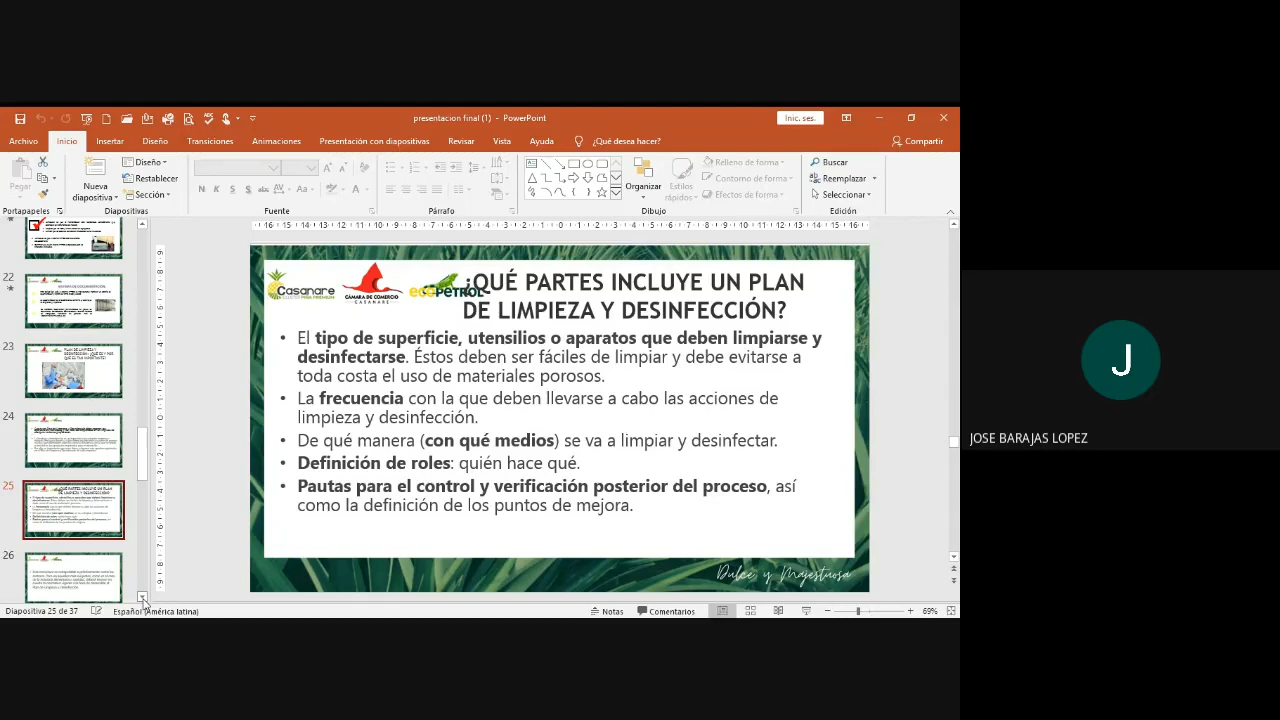 presentacion final (1) - PowerPoint
Inic. ses.
Archivo Inicio Insertar Diseño Transiciones Animaciones Presentación con diapositivas Revisar Vista Ayuda ¿Qué desea hacer? Compartir
Pegar
Nueva diapositiva
Diseño
Restablecer
Sección
Organizar
Estilos rápidos
Relleno de forma
Contorno de forma
Efectos de forma
Buscar
Reemplazar
Seleccionar
Portapapeles Diapositivas Fuente Párrafo Dibujo Edición
22
23
24
25
26
Casanare
CÁMARA DE COMERCIO
CASANARE
ecoPETROL
¿QUÉ PARTES INCLUYE UN PLAN
DE LIMPIEZA Y DESINFECCIÓN?
• El tipo de superficie, utensilios o aparatos que deben limpiarse y
desinfectarse. Éstos deben ser fáciles de limpiar y debe evitarse a
toda costa el uso de materiales porosos.
• La frecuencia con la que deben llevarse a cabo las acciones de
limpieza y desinfección.
• De qué manera (con qué medios) se va a limpiar y desinfectar.
• Definición de roles: quién hace qué.
• Pautas para el control y verificación posterior del proceso, así
como la definición de los puntos de mejora.
Dulce y Majestuosa
Diapositiva 25 de 37 Español (América latina) Notas Comentarios 69%
J
JOSE BARAJAS LOPEZ